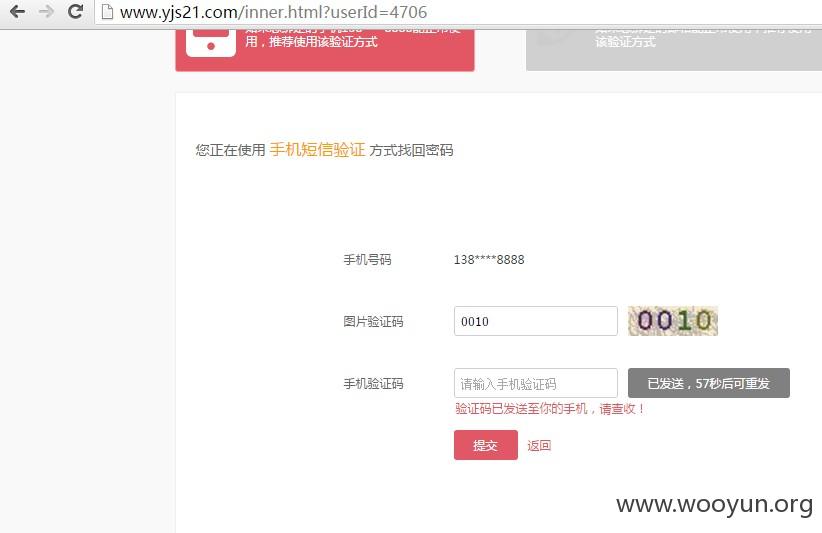 www.yjs21.com/inner.html?userId=4706
用，推荐使用该验证方式
该验证方式
您正在使用 手机短信验证 方式找回密码
手机号码 138****8888
图片验证码 0010 0010
手机验证码 请输入手机验证码 已发送，57秒后可重发
验证码已发送至你的手机，请查收！
提交 返回
www.wooyun.org